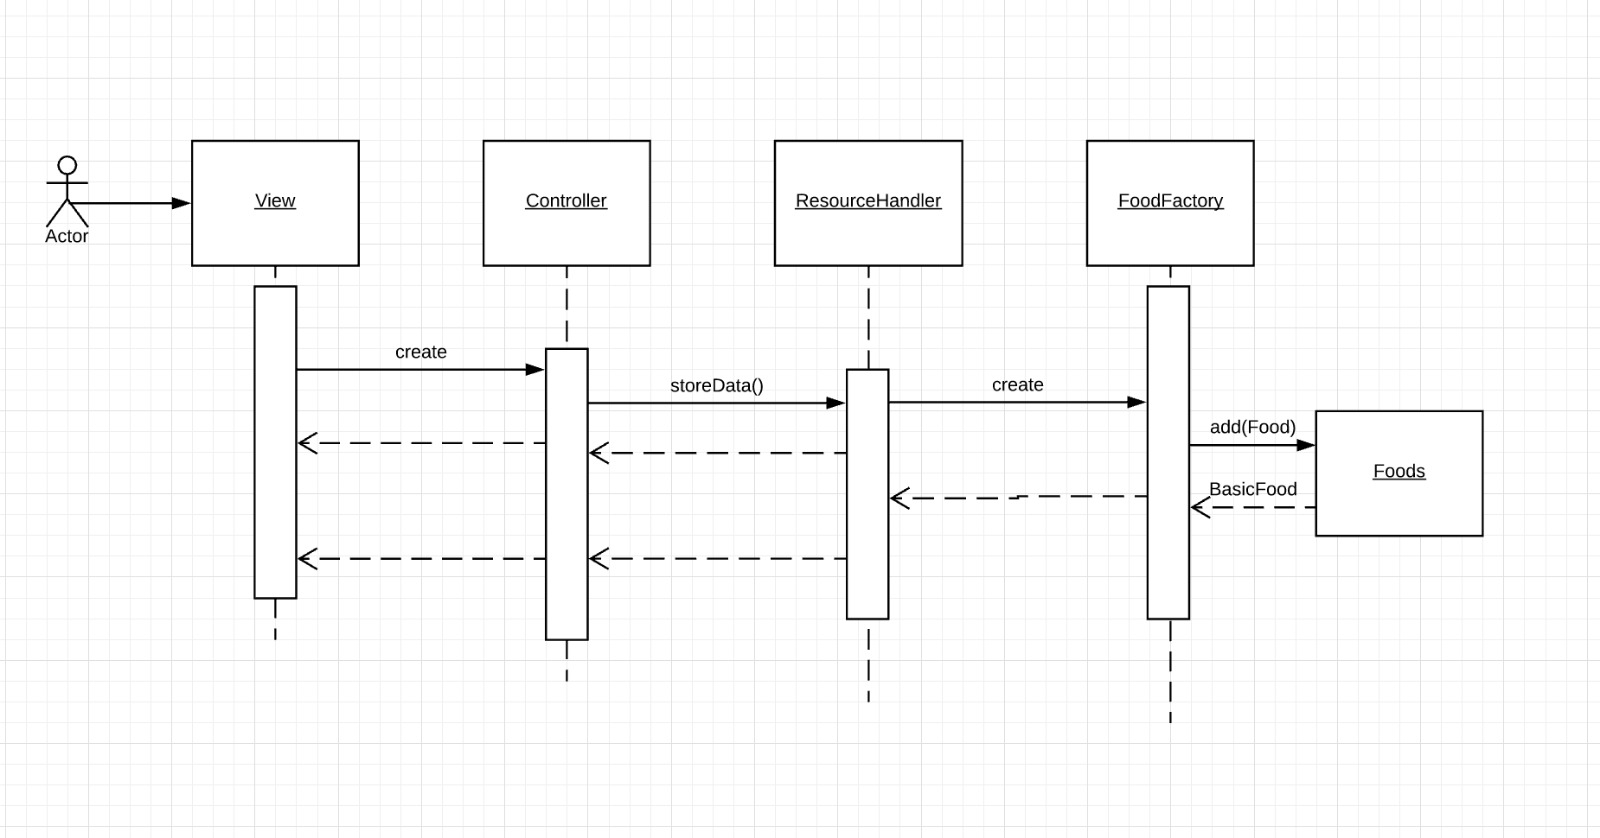 View
Controller
ResourceHandler
FoodFactory
Actor
create
storeData()
create
add(Food)
Foods
BasicFood